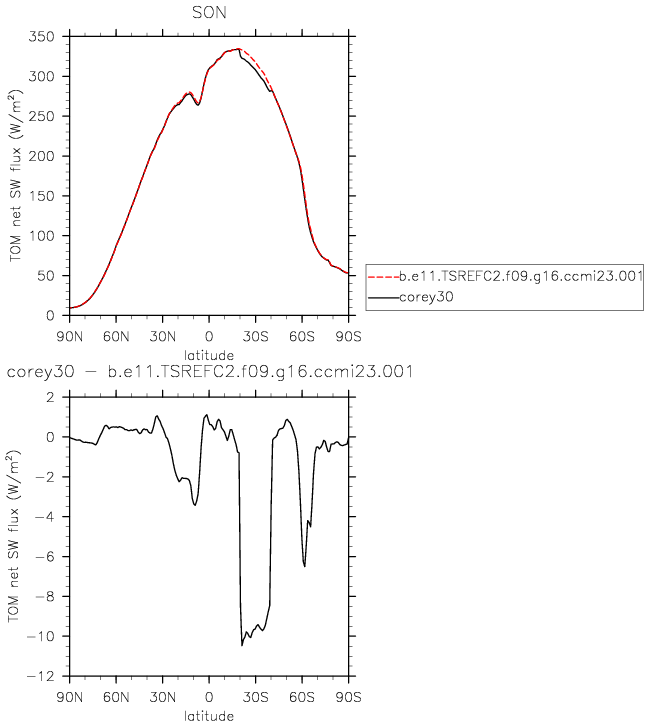 SON
350
300
250
200
150
100
50
0
TOM net SW flux (W/m²)
90N 60N 30N 0 30S 60S 90S
latitude
b.e11.TSREFC2.f09.g16.ccmi23.001
corey30
corey30 − b.e11.TSREFC2.f09.g16.ccmi23.001
2
0
−2
−4
−6
−8
−10
−12
TOM net SW flux (W/m²)
90N 60N 30N 0 30S 60S 90S
latitude